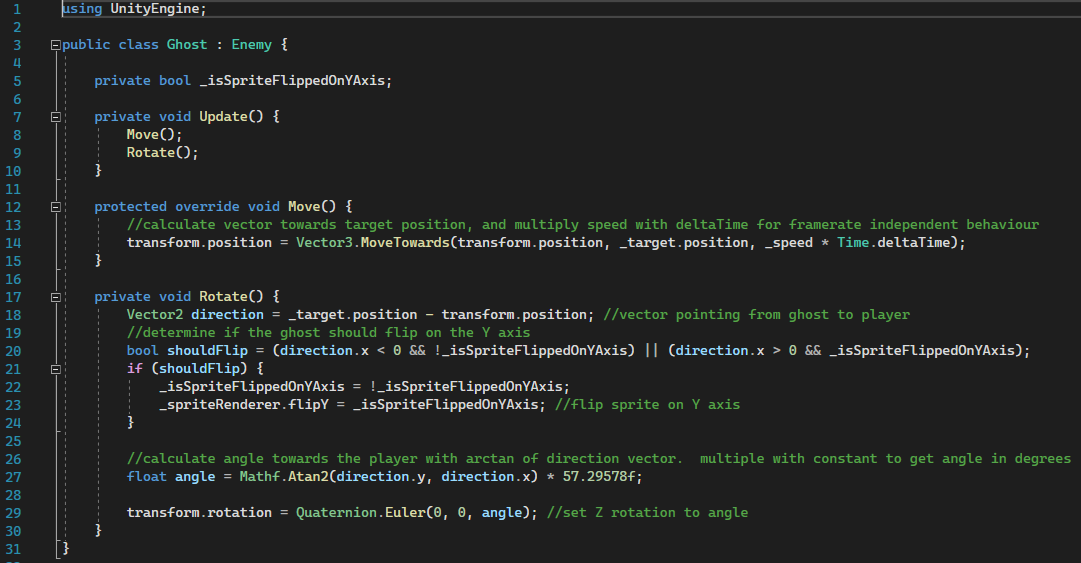 1 using UnityEngine;
2
3 public class Ghost : Enemy {
4
5     private bool _isSpriteFlippedOnYAxis;
6
7     private void Update() {
8         Move();
9         Rotate();
10     }
11
12     protected override void Move() {
13         //calculate vector towards target position, and multiply speed with deltaTime for framerate independent behaviour
14         transform.position = Vector3.MoveTowards(transform.position, _target.position, _speed * Time.deltaTime);
15     }
16
17     private void Rotate() {
18         Vector2 direction = _target.position - transform.position; //vector pointing from ghost to player
19         //determine if the ghost should flip on the Y axis
20         bool shouldFlip = (direction.x < 0 && !_isSpriteFlippedOnYAxis) || (direction.x > 0 && _isSpriteFlippedOnYAxis);
21         if (shouldFlip) {
22             _isSpriteFlippedOnYAxis = !_isSpriteFlippedOnYAxis;
23             _spriteRenderer.flipY = _isSpriteFlippedOnYAxis; //flip sprite on Y axis
24         }
25
26         //calculate angle towards the player with arctan of direction vector.  multiple with constant to get angle in degrees
27         float angle = Mathf.Atan2(direction.y, direction.x) * 57.29578f;
28
29         transform.rotation = Quaternion.Euler(0, 0, angle); //set Z rotation to angle
30     }
31 }